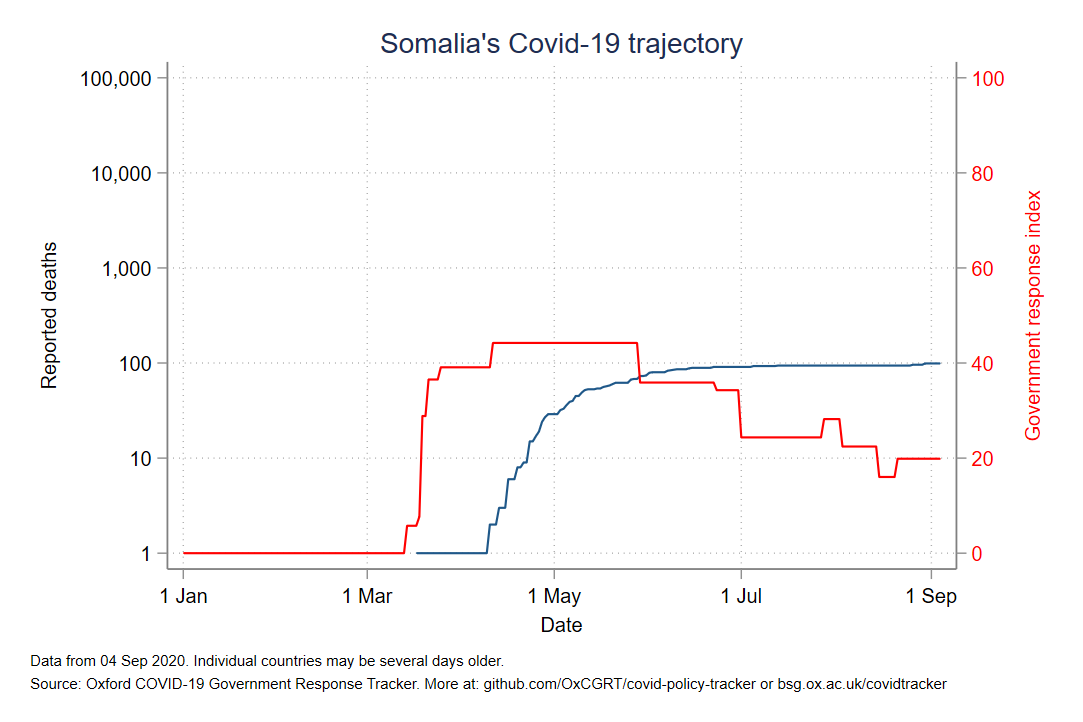 Somalia's Covid-19 trajectory
100,000
10,000
1,000
100
10
1
Reported deaths
100
80
60
40
20
0
Government response index
1 Jan
1 Mar
1 May
1 Jul
1 Sep
Date
Data from 04 Sep 2020. Individual countries may be several days older.
Source: Oxford COVID-19 Government Response Tracker. More at: github.com/OxCGRT/covid-policy-tracker or bsg.ox.ac.uk/covidtracker